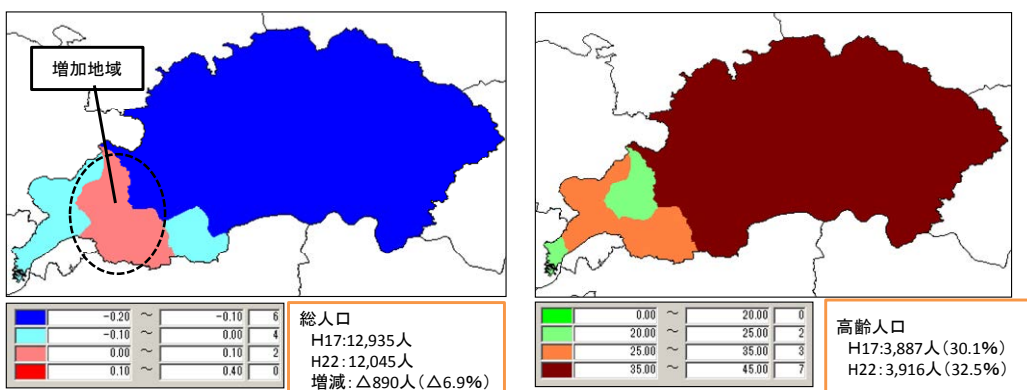 増加地域
-0.20 ～ -0.10 6
-0.10 ～ 0.00 4
0.00 ～ 0.10 2
0.10 ～ 0.40 0
総人口
H17:12,935人
H22:12,045人
増減:△890人(△6.9%)
0.00 ～ 20.00 0
20.00 ～ 25.00 2
25.00 ～ 35.00 3
35.00 ～ 45.00 7
高齢人口
H17:3,887人(30.1%)
H22:3,916人(32.5%)